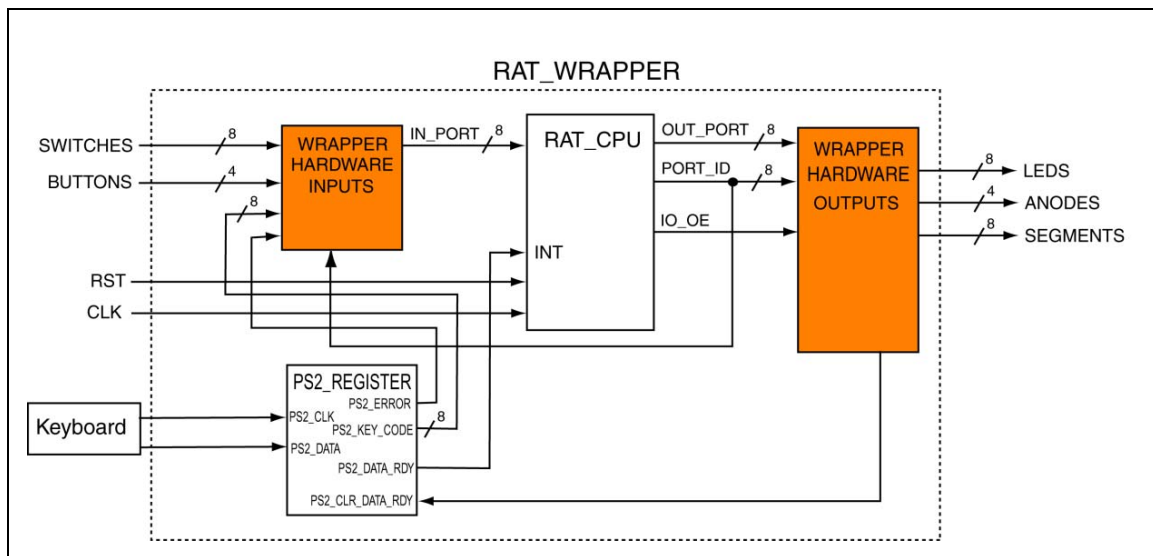 RAT_WRAPPER
SWITCHES
8
BUTTONS
4
8
WRAPPER
HARDWARE
INPUTS
IN_PORT
8
RAT_CPU
INT
OUT_PORT
8
PORT_ID
8
IO_OE
WRAPPER
HARDWARE
OUTPUTS
8
LEDS
4
ANODES
8
SEGMENTS
RST
CLK
Keyboard
PS2_REGISTER
PS2_ERROR
PS2_CLK
PS2_KEY_CODE
8
PS2_DATA
PS2_DATA_RDY
PS2_CLR_DATA_RDY